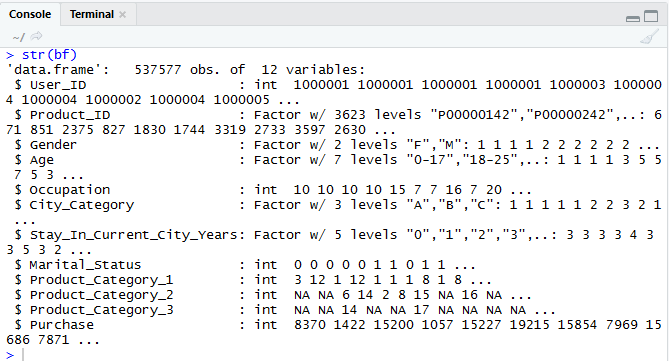 Console Terminal ×
~/
> str(bf)
'data.frame':   537577 obs. of  12 variables:
 $ User_ID                   : int  1000001 1000001 1000001 1000001 1000003 100000
4 1000004 1000002 1000004 1000005 ...
 $ Product_ID                : Factor w/ 3623 levels "P00000142","P00000242",..: 6
71 851 2375 827 1830 1744 3319 2733 3597 2630 ...
 $ Gender                    : Factor w/ 2 levels "F","M": 1 1 1 1 2 2 2 2 2 2 ...
 $ Age                       : Factor w/ 7 levels "0-17","18-25",..: 1 1 1 1 3 5 5
7 5 3 ...
 $ Occupation                : int  10 10 10 10 15 7 7 16 7 20 ...
 $ City_Category             : Factor w/ 3 levels "A","B","C": 1 1 1 1 1 2 2 3 2 1
...
 $ Stay_In_Current_City_Years: Factor w/ 5 levels "0","1","2","3",..: 3 3 3 3 4 3
3 5 3 2 ...
 $ Marital_Status            : int  0 0 0 0 0 1 1 0 1 1 ...
 $ Product_Category_1        : int  3 12 1 12 1 1 1 8 1 8 ...
 $ Product_Category_2        : int  NA NA 6 14 2 8 15 NA 16 NA ...
 $ Product_Category_3        : int  NA NA 14 NA NA 17 NA NA NA NA ...
 $ Purchase                  : int  8370 1422 15200 1057 15227 19215 15854 7969 15
686 7871 ...
>